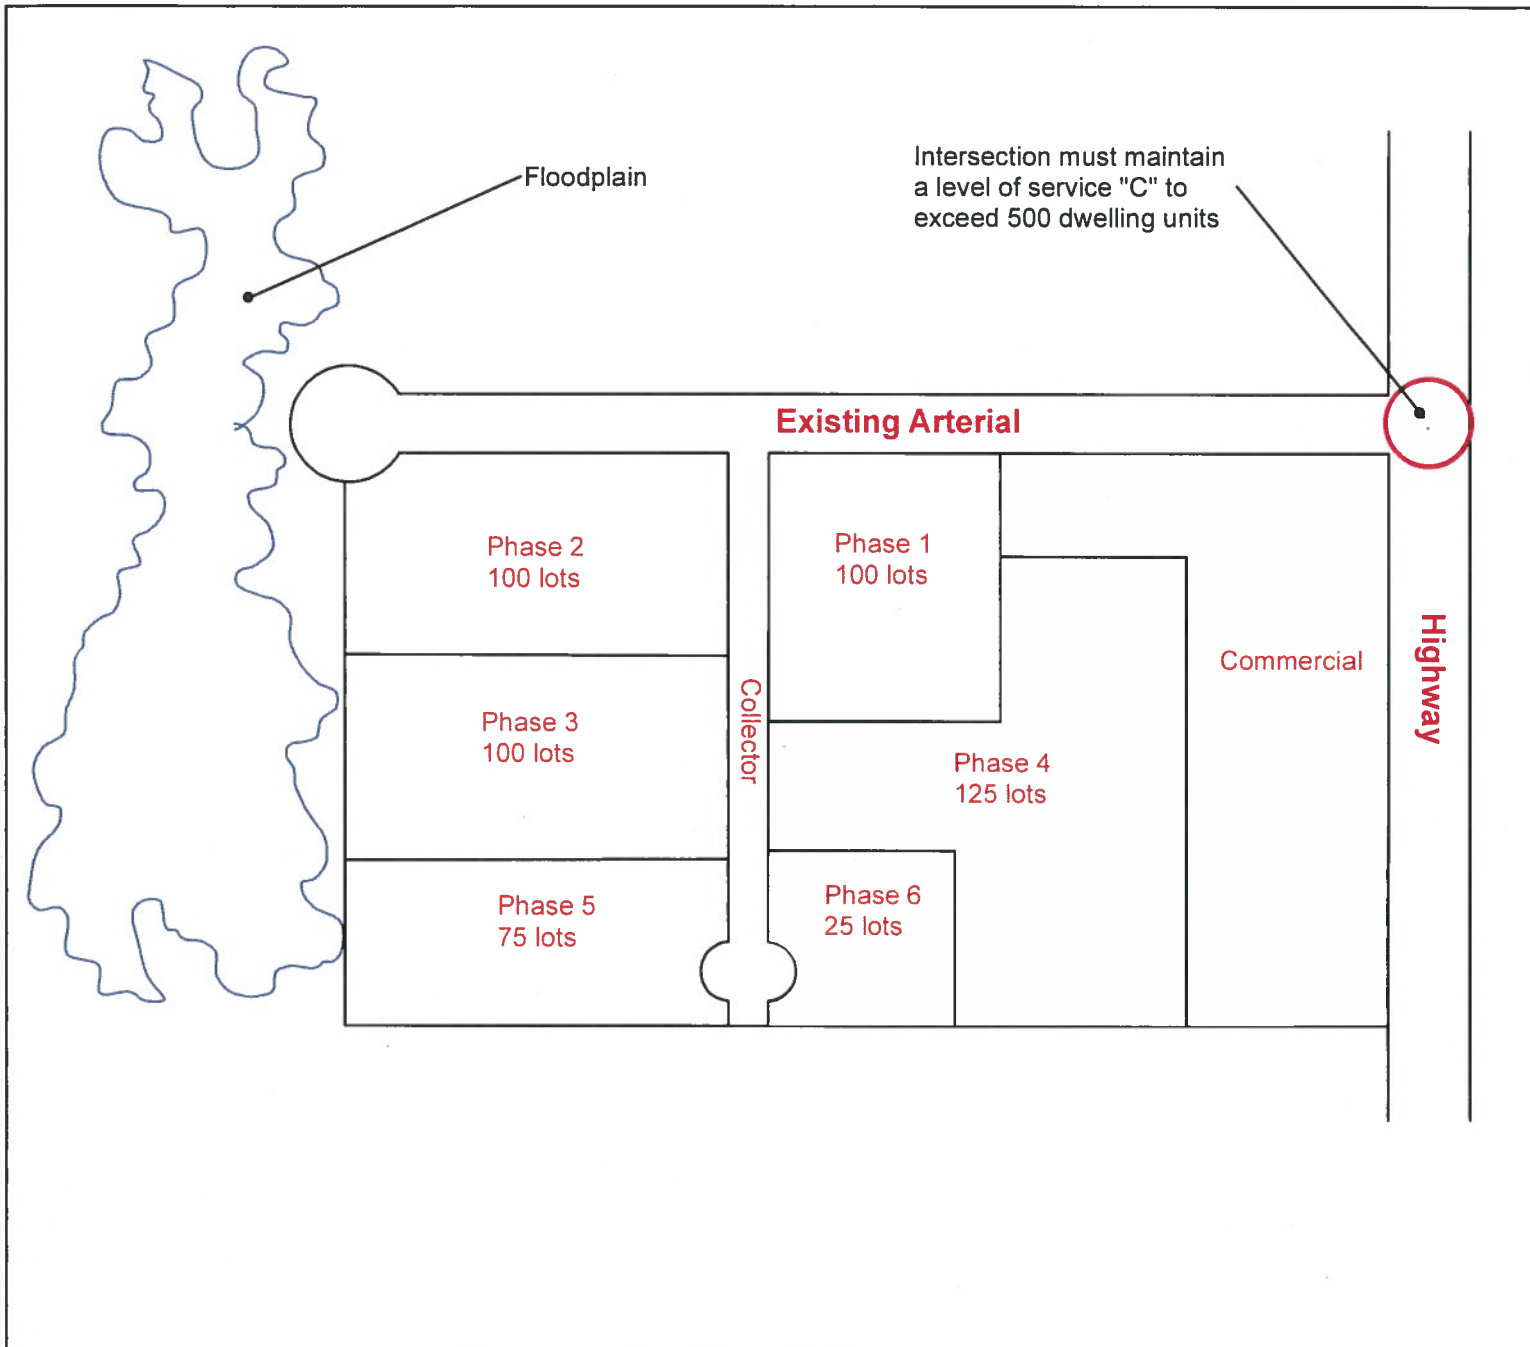 Floodplain
Intersection must maintain
a level of service "C" to
exceed 500 dwelling units
Existing Arterial
Phase 2
100 lots
Phase 1
100 lots
Highway
Commercial
Collector
Phase 3
100 lots
Phase 4
125 lots
Phase 5
75 lots
Phase 6
25 lots